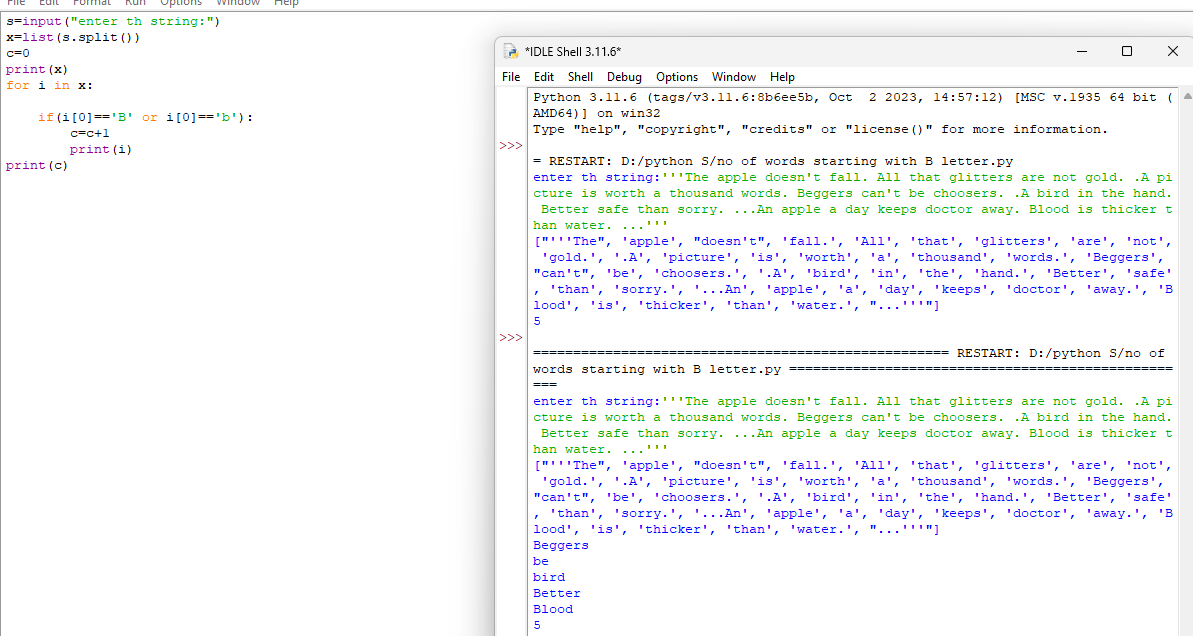 File Edit Format Run Options Window Help
s=input("enter th string:")
x=list(s.split())
c=0
print(x)
for i in x:
    if(i[0]=='B' or i[0]=='b'):
        c=c+1
        print(i)
print(c)
*IDLE Shell 3.11.6*
File Edit Shell Debug Options Window Help
Python 3.11.6 (tags/v3.11.6:8b6ee5b, Oct  2 2023, 14:57:12) [MSC v.1935 64 bit (
AMD64)] on win32
Type "help", "copyright", "credits" or "license()" for more information.
>>>
= RESTART: D:/python S/no of words starting with B letter.py
enter th string:'''The apple doesn't fall. All that glitters are not gold. .A pi
cture is worth a thousand words. Beggers can't be choosers. .A bird in the hand.
 Better safe than sorry. ...An apple a day keeps doctor away. Blood is thicker t
han water. ...'''
["'''The", 'apple', "doesn't", 'fall.', 'All', 'that', 'glitters', 'are', 'not',
 'gold.', '.A', 'picture', 'is', 'worth', 'a', 'thousand', 'words.', 'Beggers',
"can't", 'be', 'choosers.', '.A', 'bird', 'in', 'the', 'hand.', 'Better', 'safe'
, 'than', 'sorry.', '...An', 'apple', 'a', 'day', 'keeps', 'doctor', 'away.', 'B
lood', 'is', 'thicker', 'than', 'water.', "...'''"]
5
>>>
==================================================== RESTART: D:/python S/no of
words starting with B letter.py ================================================
===
enter th string:'''The apple doesn't fall. All that glitters are not gold. .A pi
cture is worth a thousand words. Beggers can't be choosers. .A bird in the hand.
 Better safe than sorry. ...An apple a day keeps doctor away. Blood is thicker t
han water. ...'''
["'''The", 'apple', "doesn't", 'fall.', 'All', 'that', 'glitters', 'are', 'not',
 'gold.', '.A', 'picture', 'is', 'worth', 'a', 'thousand', 'words.', 'Beggers',
"can't", 'be', 'choosers.', '.A', 'bird', 'in', 'the', 'hand.', 'Better', 'safe'
, 'than', 'sorry.', '...An', 'apple', 'a', 'day', 'keeps', 'doctor', 'away.', 'B
lood', 'is', 'thicker', 'than', 'water.', "...'''"]
Beggers
be
bird
Better
Blood
5